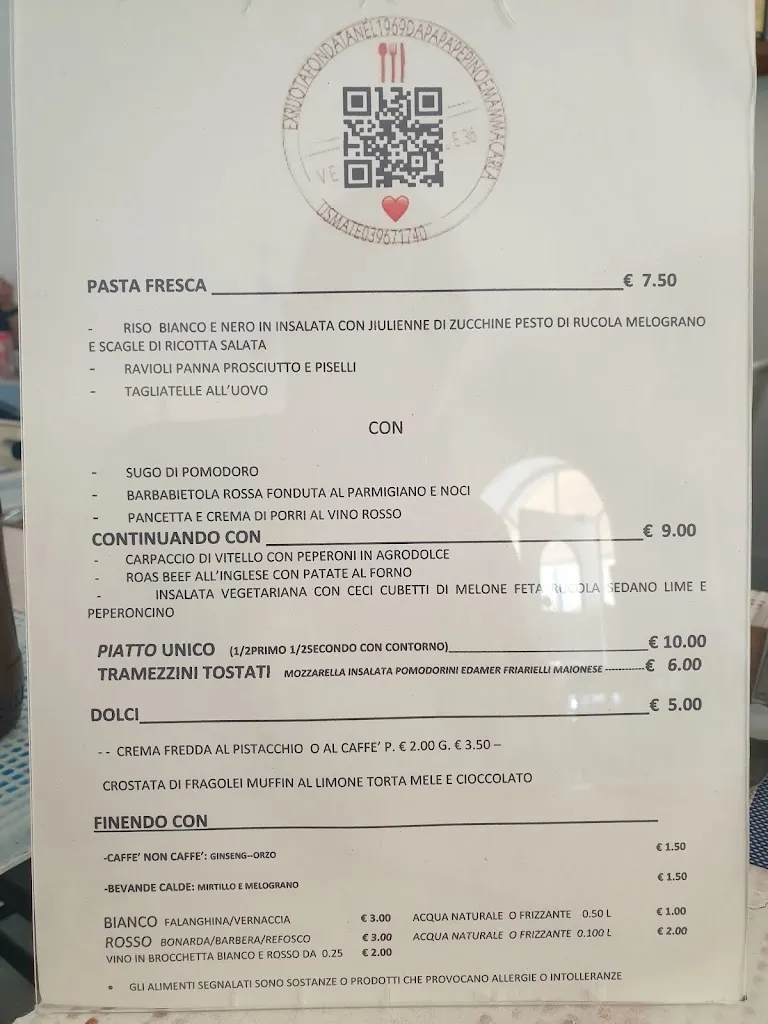 EXRUOTAFONDATANEL1969DAPAPA'PEPINOEMAMMACARLA
VE LE 36
USMATE039671740
PASTA FRESCA € 7.50
- RISO BIANCO E NERO IN INSALATA CON JIULIENNE DI ZUCCHINE PESTO DI RUCOLA MELOGRANO
E SCAGLE DI RICOTTA SALATA
- RAVIOLI PANNA PROSCIUTTO E PISELLI
- TAGLIATELLE ALL'UOVO
CON
- SUGO DI POMODORO
- BARBABIETOLA ROSSA FONDUTA AL PARMIGIANO E NOCI
- PANCETTA E CREMA DI PORRI AL VINO ROSSO
CONTINUANDO CON € 9.00
- CARPACCIO DI VITELLO CON PEPERONI IN AGRODOLCE
- ROAS BEEF ALL'INGLESE CON PATATE AL FORNO
- INSALATA VEGETARIANA CON CECI CUBETTI DI MELONE FETA RUCOLA SEDANO LIME E
PEPERONCINO
PIATTO UNICO (1/2PRIMO 1/2SECONDO CON CONTORNO) € 10.00
TRAMEZZINI TOSTATI MOZZARELLA INSALATA POMODORINI EDAMER FRIARIELLI MAIONESE -----------€ 6.00
DOLCI € 5.00
-- CREMA FREDDA AL PISTACCHIO O AL CAFFE' P. € 2.00 G. € 3.50 –
CROSTATA DI FRAGOLEI MUFFIN AL LIMONE TORTA MELE E CIOCCOLATO
FINENDO CON
-CAFFE' NON CAFFE': GINSENG--ORZO € 1.50
-BEVANDE CALDE: MIRTILLO E MELOGRANO € 1.50
BIANCO FALANGHINA/VERNACCIA € 3.00 ACQUA NATURALE O FRIZZANTE 0.50 L € 1.00
ROSSO BONARDA/BARBERA/REFOSCO € 3.00 ACQUA NATURALE O FRIZZANTE 0.100 L € 2.00
VINO IN BROCCHETTA BIANCO E ROSSO DA 0.25 € 2.00
• GLI ALIMENTI SEGNALATI SONO SOSTANZE O PRODOTTI CHE PROVOCANO ALLERGIE O INTOLLERANZE